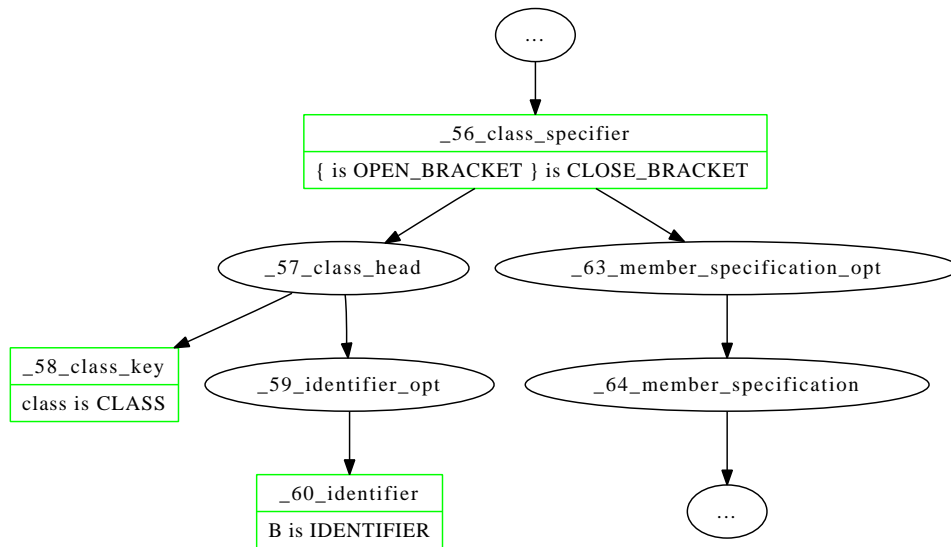 ...
_56_class_specifier
{ is OPEN_BRACKET } is CLOSE_BRACKET
_57_class_head
_63_member_specification_opt
_58_class_key
class is CLASS
_59_identifier_opt
_64_member_specification
_60_identifier
B is IDENTIFIER
...